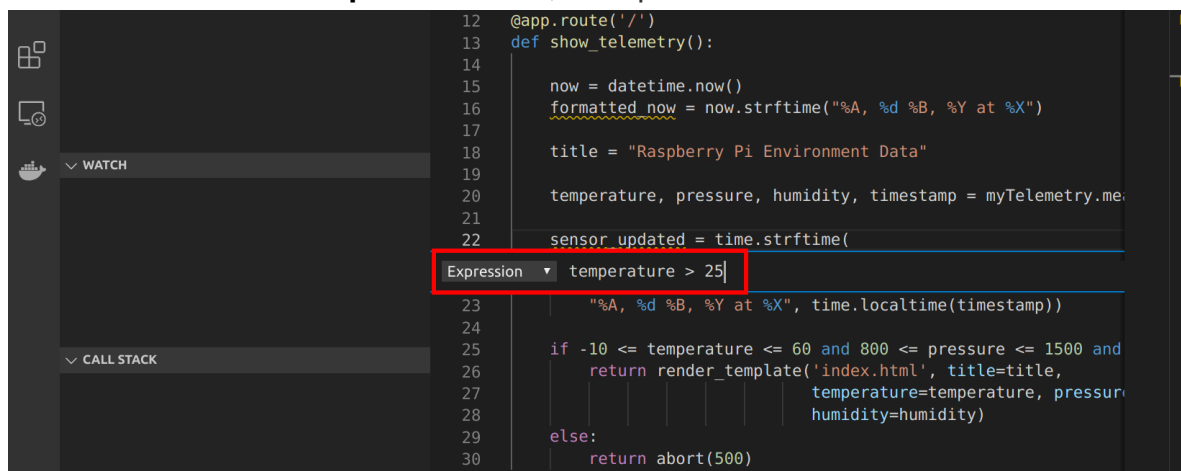 12 @app.route('/')
13 def show_telemetry():
14
15 now = datetime.now()
16 formatted_now = now.strftime("%A, %d %B, %Y at %X")
17
WATCH
18 title = "Raspberry Pi Environment Data"
19
20 temperature, pressure, humidity, timestamp = myTelemetry.mea
21
22 sensor_updated = time.strftime(
Expression temperature > 25
23 "%A, %d %B, %Y at %X", time.localtime(timestamp))
24
CALL STACK
25 if -10 <= temperature <= 60 and 800 <= pressure <= 1500 and
26 return render_template('index.html', title=title,
27 temperature=temperature, pressur
28 humidity=humidity)
29 else:
30 return abort(500)